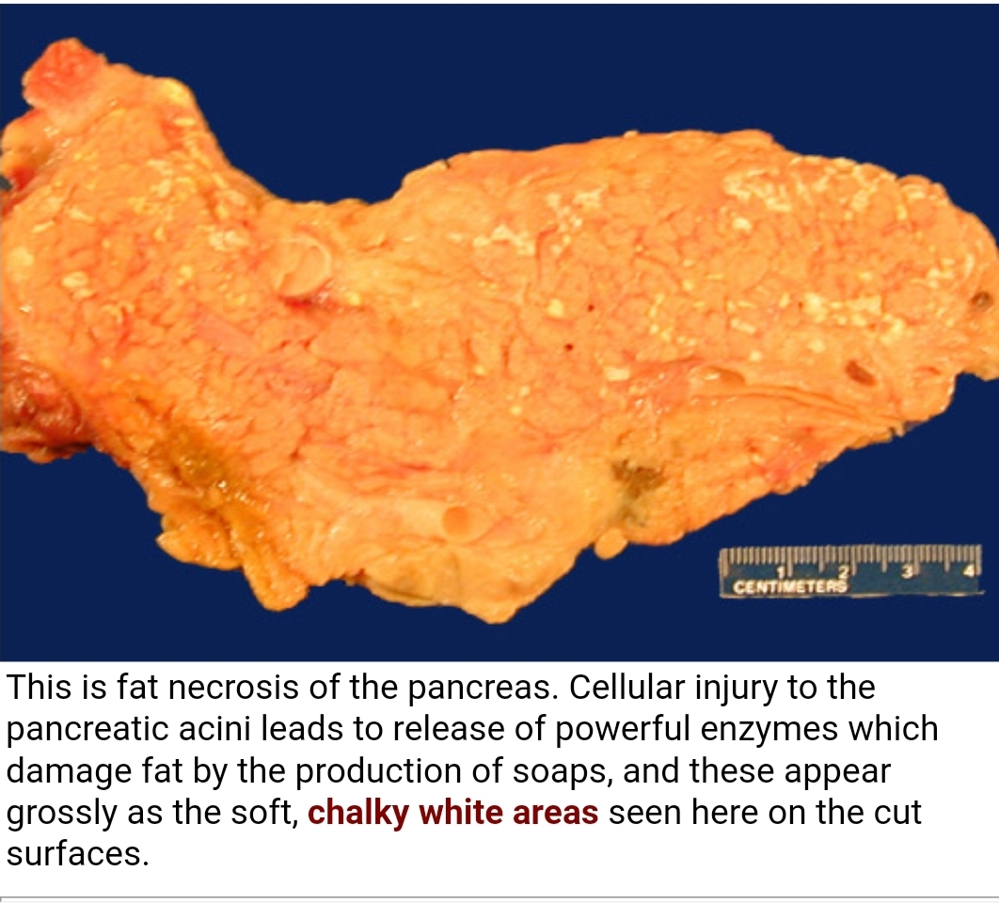 1 2 3 4
CENTIMETERS
This is fat necrosis of the pancreas. Cellular injury to the
pancreatic acini leads to release of powerful enzymes which
damage fat by the production of soaps, and these appear
grossly as the soft, chalky white areas seen here on the cut
surfaces.